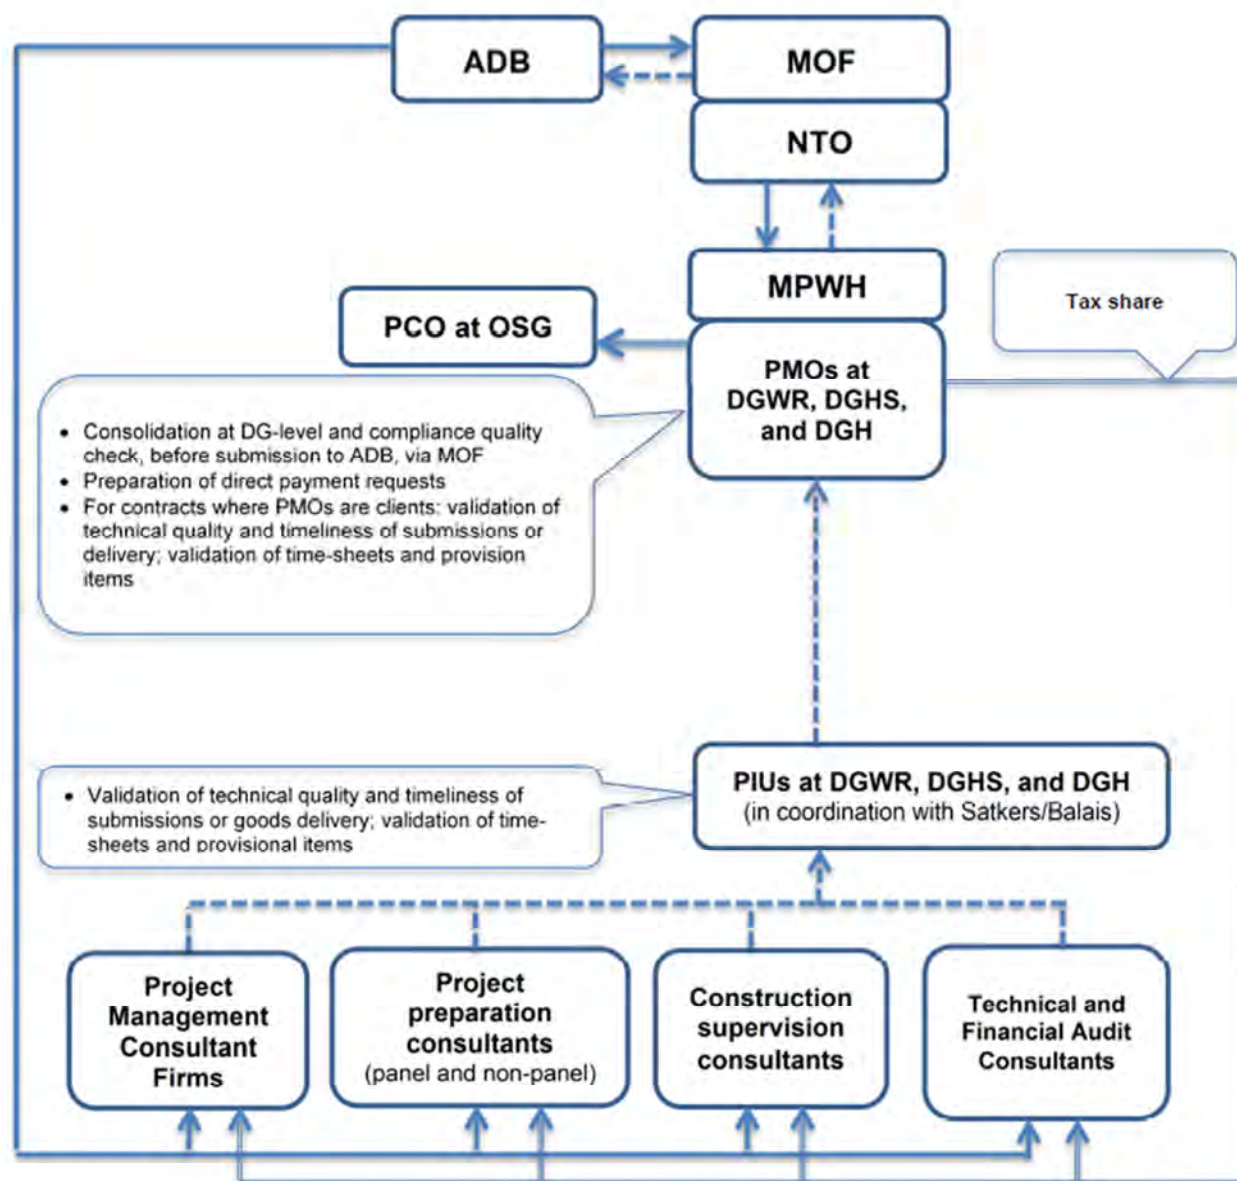 ADB
MOF
NTO
MPWH
Tax share
PCO at OSG
PMOs at
DGWR, DGHS,
and DGH
• Consolidation at DG-level and compliance quality
check, before submission to ADB, via MOF
• Preparation of direct payment requests
• For contracts where PMOs are clients: validation of
technical quality and timeliness of submissions or
delivery; validation of time-sheets and provision
items
PIUs at DGWR, DGHS, and DGH
(in coordination with Satkers/Balais)
• Validation of technical quality and timeliness of
submissions or goods delivery; validation of time-
sheets and provisional items
Project
Management
Consultant
Firms
Project
preparation
consultants
(panel and non-panel)
Construction
supervision
consultants
Technical and
Financial Audit
Consultants